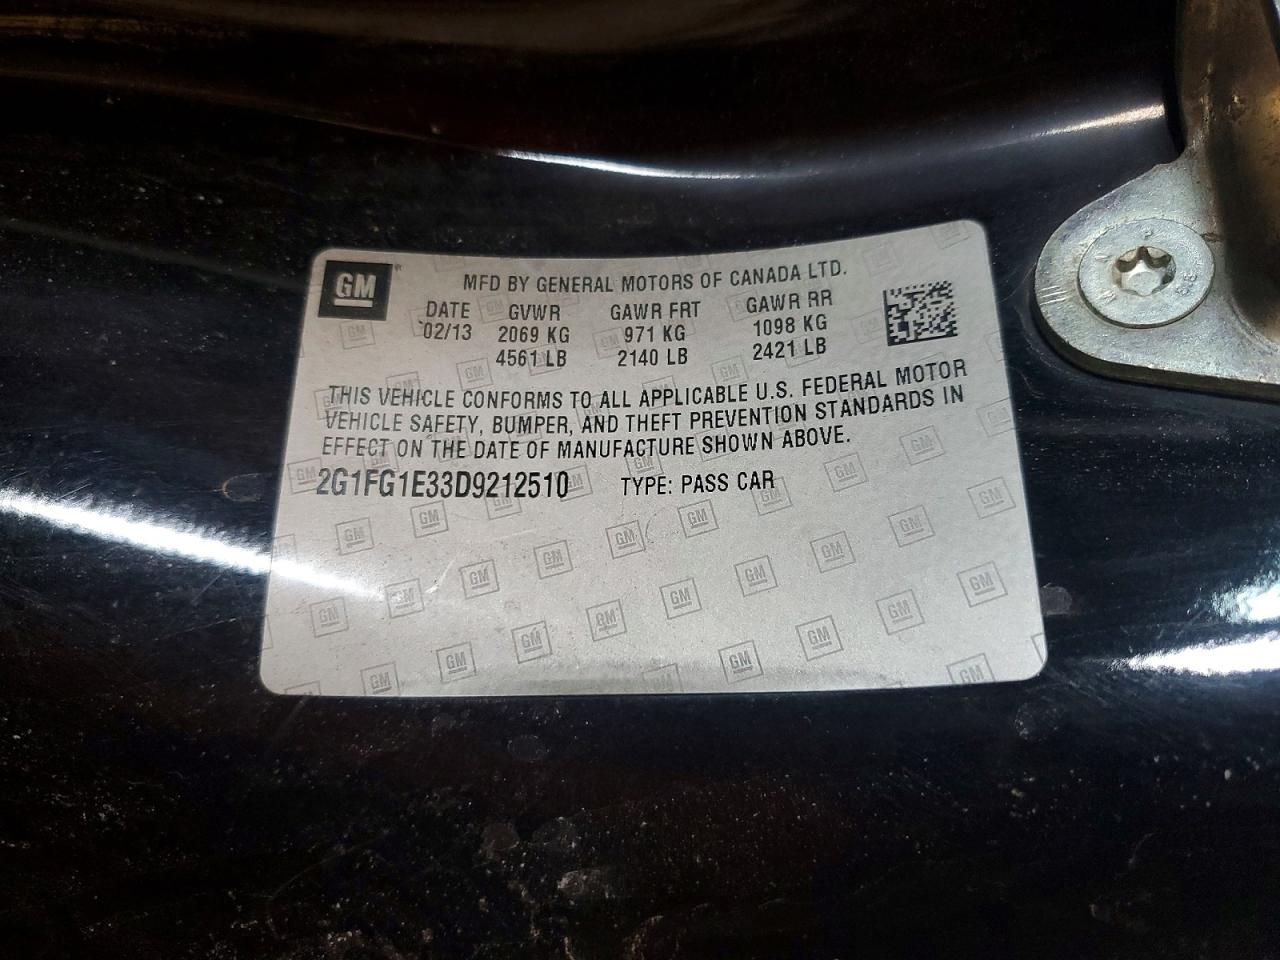 GM
MFD BY GENERAL MOTORS OF CANADA LTD.
DATE GVWR GAWR FRT GAWR RR
02/13 2069 KG 971 KG 1098 KG
4561 LB 2140 LB 2421 LB
THIS VEHICLE CONFORMS TO ALL APPLICABLE U.S. FEDERAL MOTOR
VEHICLE SAFETY, BUMPER, AND THEFT PREVENTION STANDARDS IN
EFFECT ON THE DATE OF MANUFACTURE SHOWN ABOVE.
2G1FG1E33D9212510 TYPE: PASS CAR